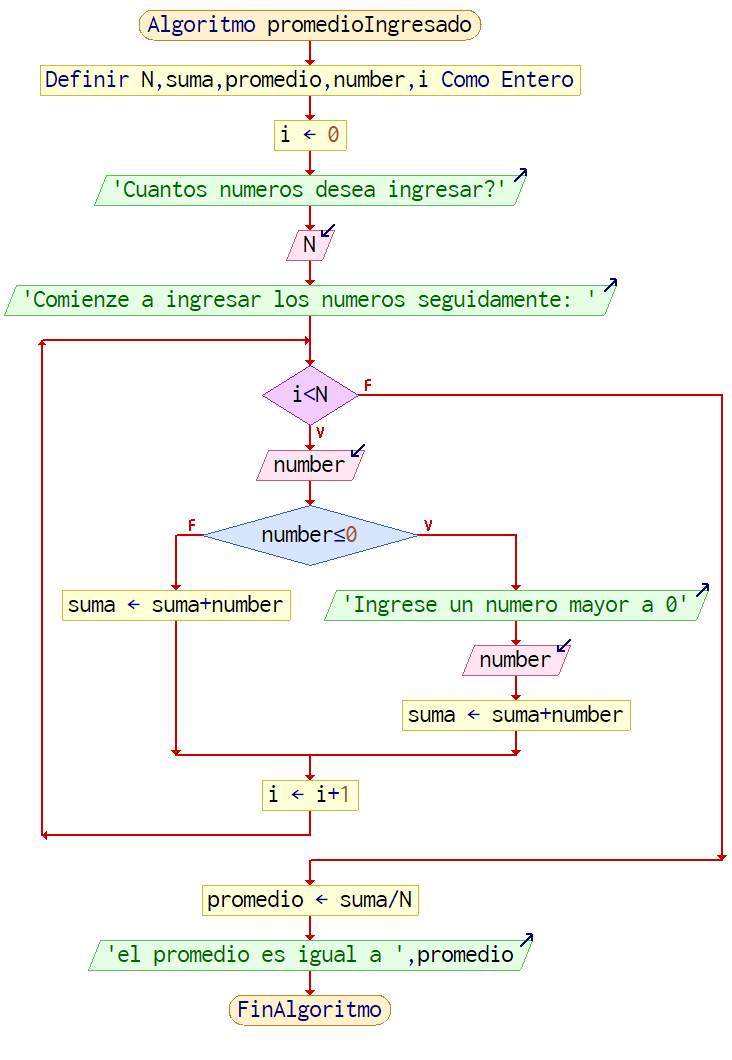 Algoritmo promedioIngresado
Definir N,suma,promedio,number,i Como Entero
i ← 0
'Cuantos numeros desea ingresar?'
N
'Comienze a ingresar los numeros seguidamente: '
i<N
F
V
number
number≤0
F
V
suma ← suma+number
'Ingrese un numero mayor a 0'
number
suma ← suma+number
i ← i+1
promedio ← suma/N
'el promedio es igual a ',promedio
FinAlgoritmo